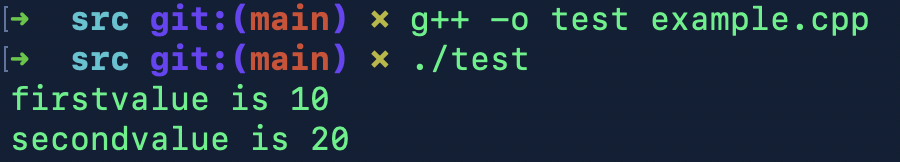 [➜  src git:(main) ✗ g++ -o test example.cpp
[➜  src git:(main) ✗ ./test
firstvalue is 10
secondvalue is 20